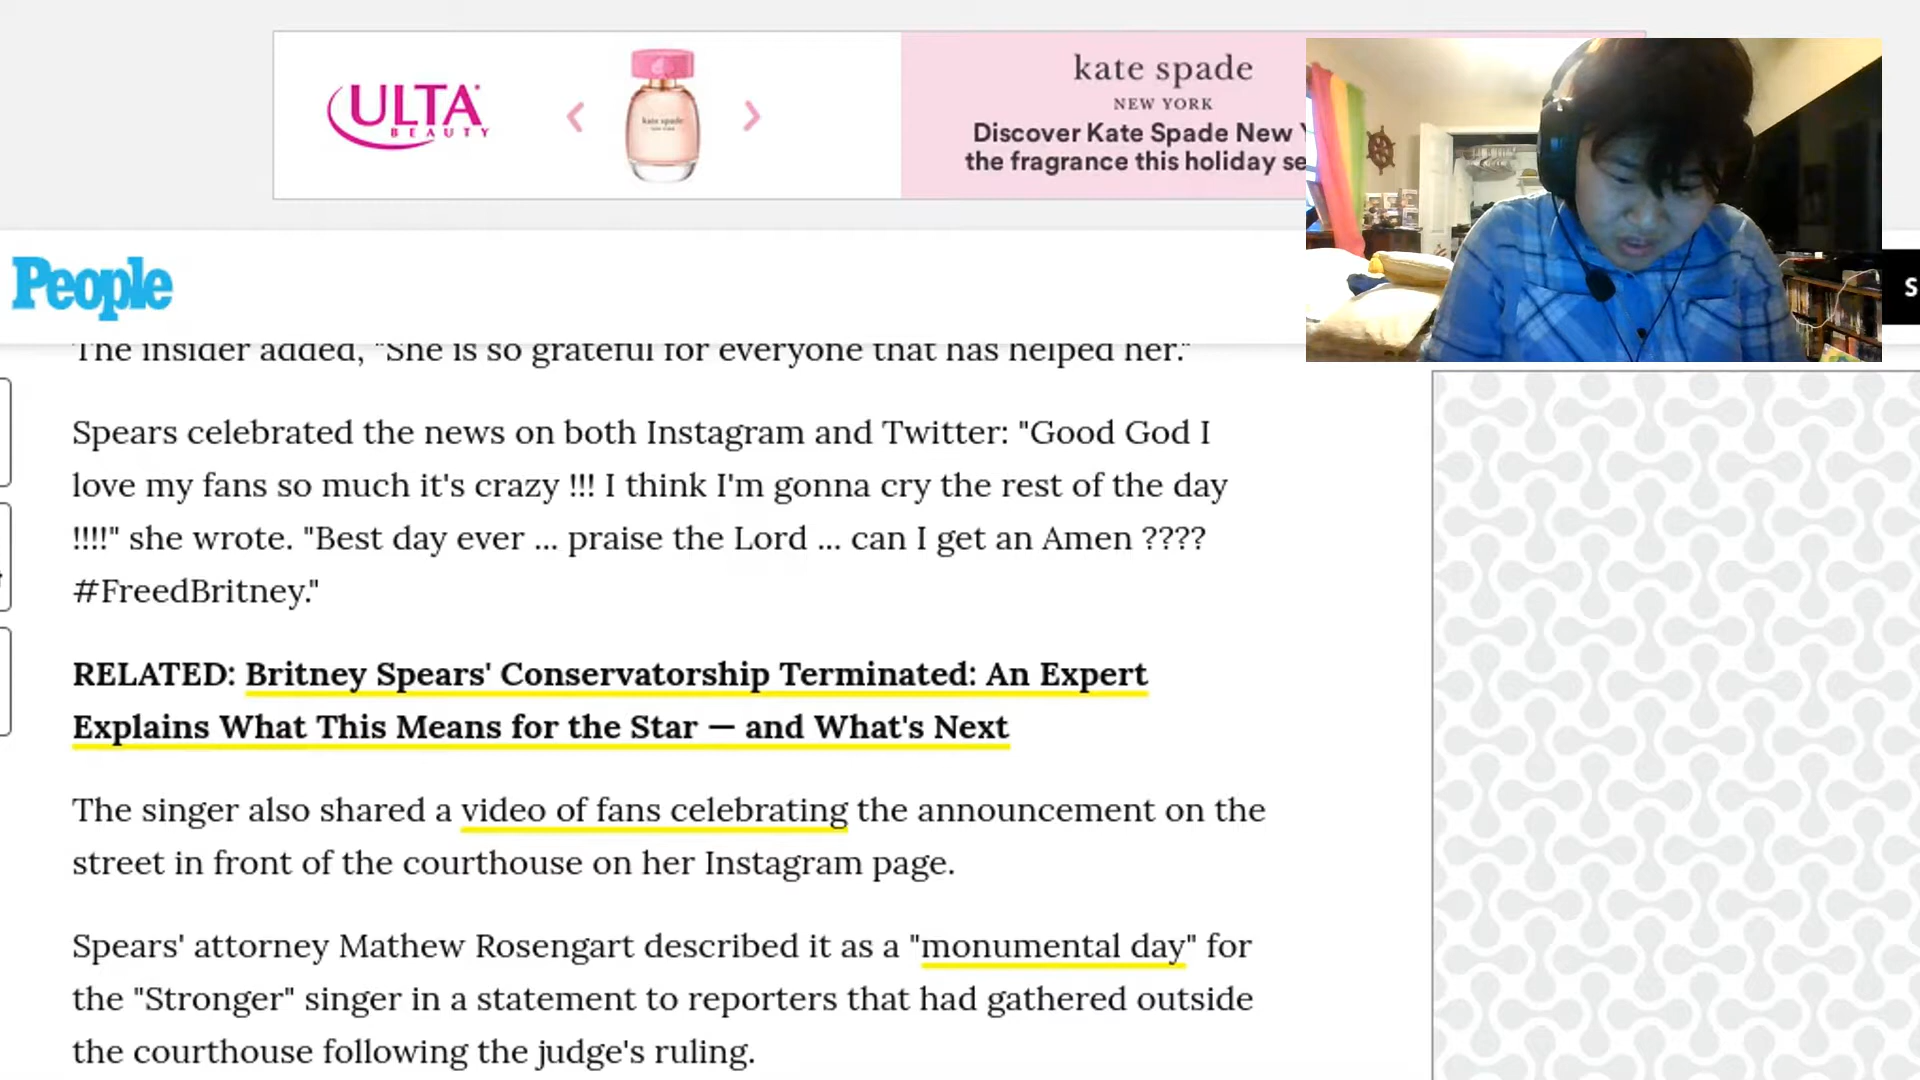 ULTA
BEAUTY
kate spade
NEW YORK
kate spade
NEW YORK
Discover Kate Spade New
the fragrance this holiday se
People
S
The insider added, "She is so grateful for everyone that has helped her."
Spears celebrated the news on both Instagram and Twitter: "Good God I
love my fans so much it's crazy !!! I think I'm gonna cry the rest of the day
!!!!" she wrote. "Best day ever ... praise the Lord ... can I get an Amen ????
#FreedBritney."
RELATED: Britney Spears' Conservatorship Terminated: An Expert
Explains What This Means for the Star — and What's Next
The singer also shared a video of fans celebrating the announcement on the
street in front of the courthouse on her Instagram page.
Spears' attorney Mathew Rosengart described it as a "monumental day" for
the "Stronger" singer in a statement to reporters that had gathered outside
the courthouse following the judge's ruling.